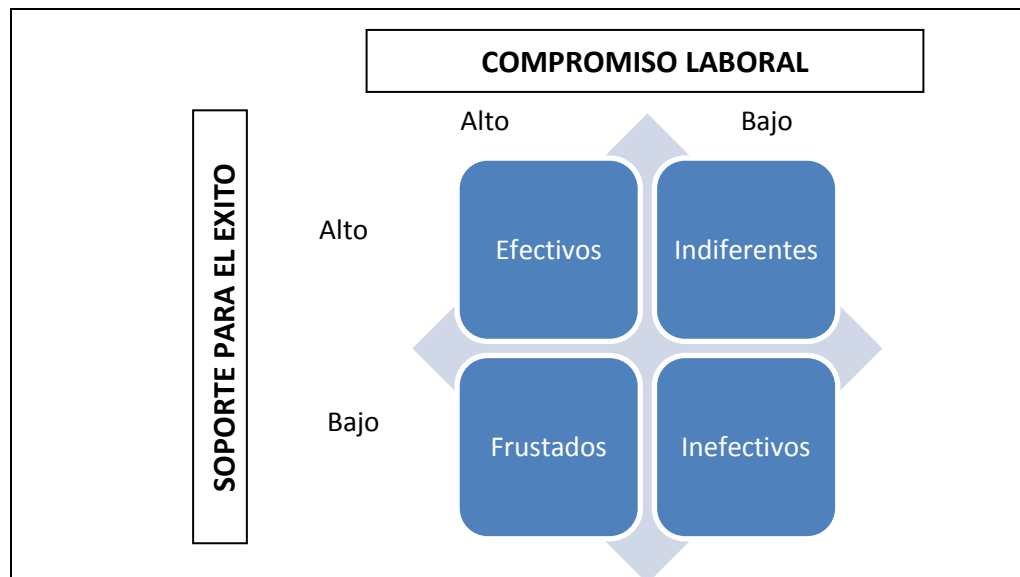 COMPROMISO LABORAL
Alto
Bajo
SOPORTE PARA EL EXITO
Alto
Efectivos
Indiferentes
Bajo
Frustados
Inefectivos